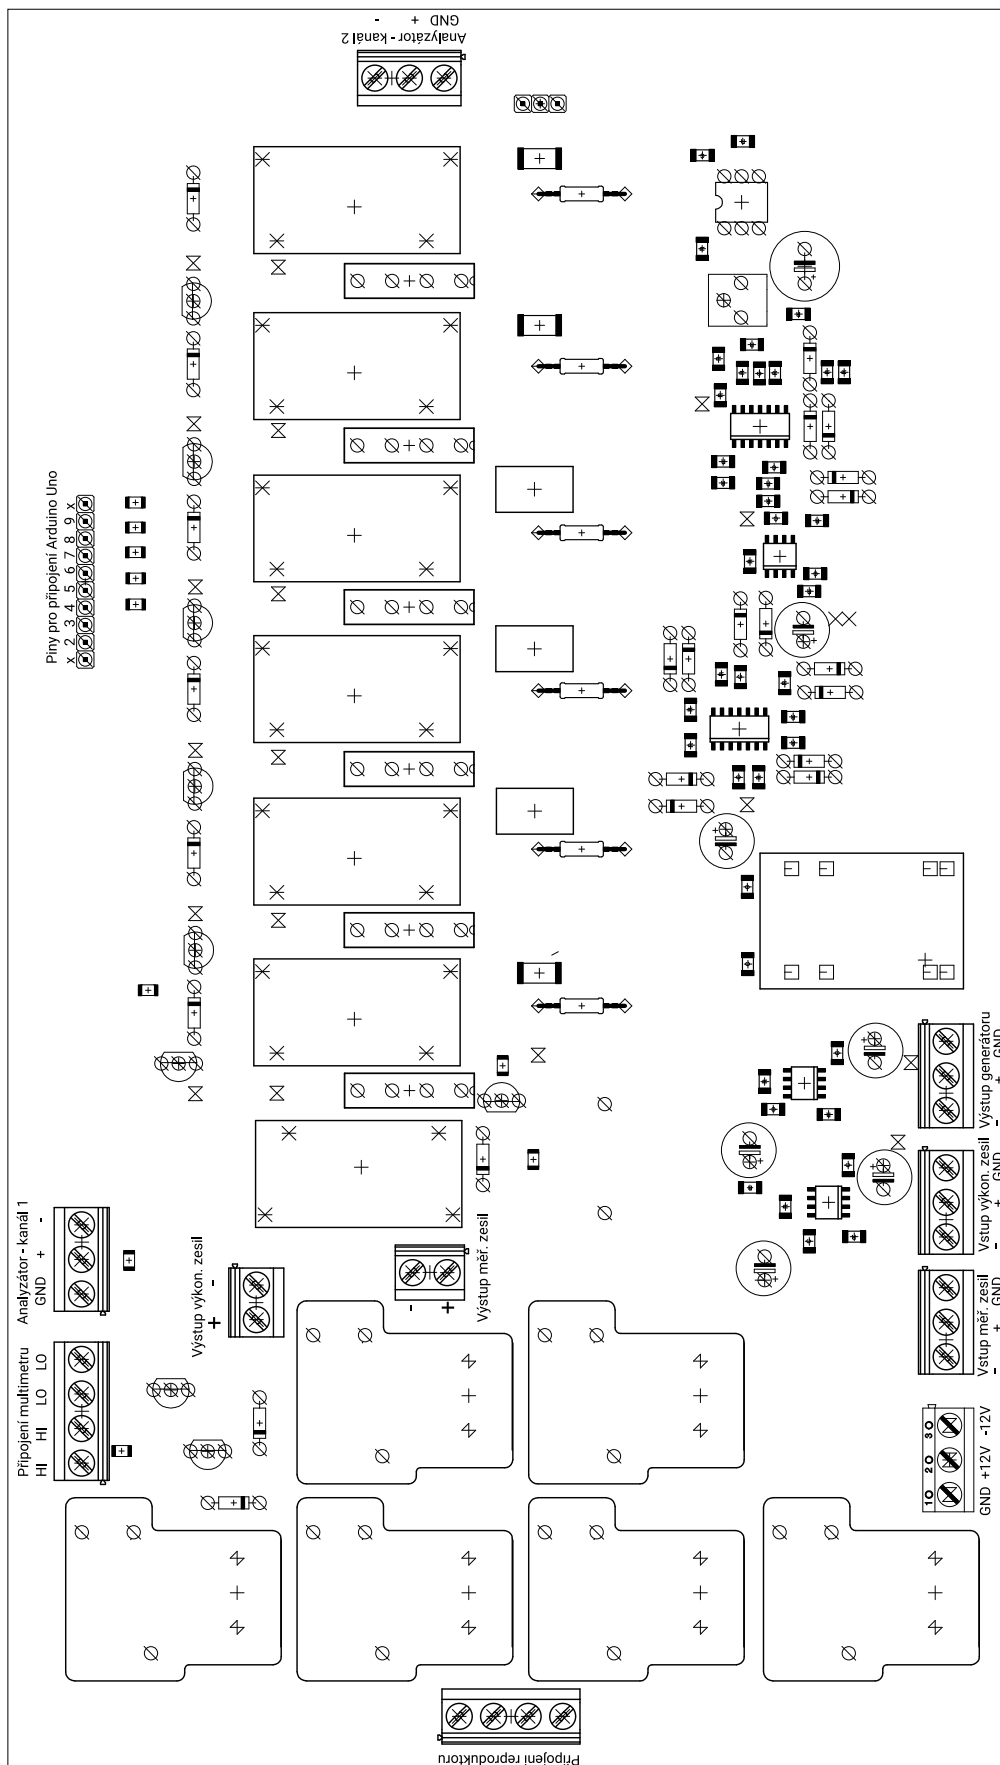 Analyzátor - kanál 2
- + GND
Piny pro připojení Arduino Uno
x 2 3 4 5 6 7 8 9 x
Analyzátor - kanál 1
GND + -
Připojení multimetru
HI HI LO LO
Výstup výkon. zesil
+ -
Výstup měř. zesil
- +
Výstup generátoru
- + GND
Vstup výkon. zesil
- + GND
Vstup měř. zesil
- + GND
1 2 3
GND +12V -12V
Připojení reproduktoru